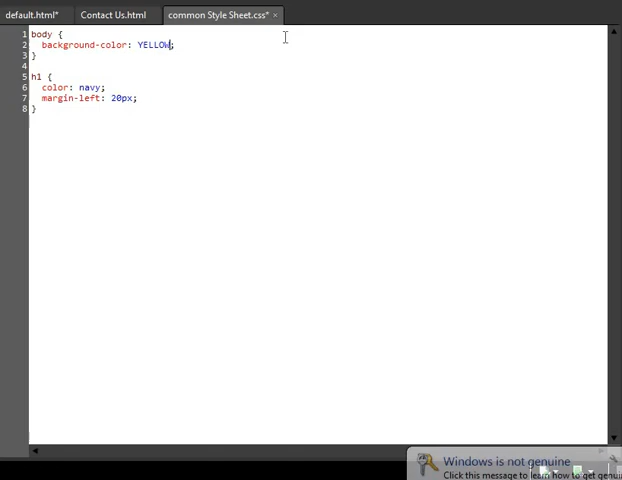 default.html* Contact Us.html common Style Sheet.css* ×
1 body {
2 background-color: YELLOW;
3 }
4
5 h1 {
6 color: navy;
7 margin-left: 20px;
8 }
Windows is not genuine
Click this message to learn how to get genui